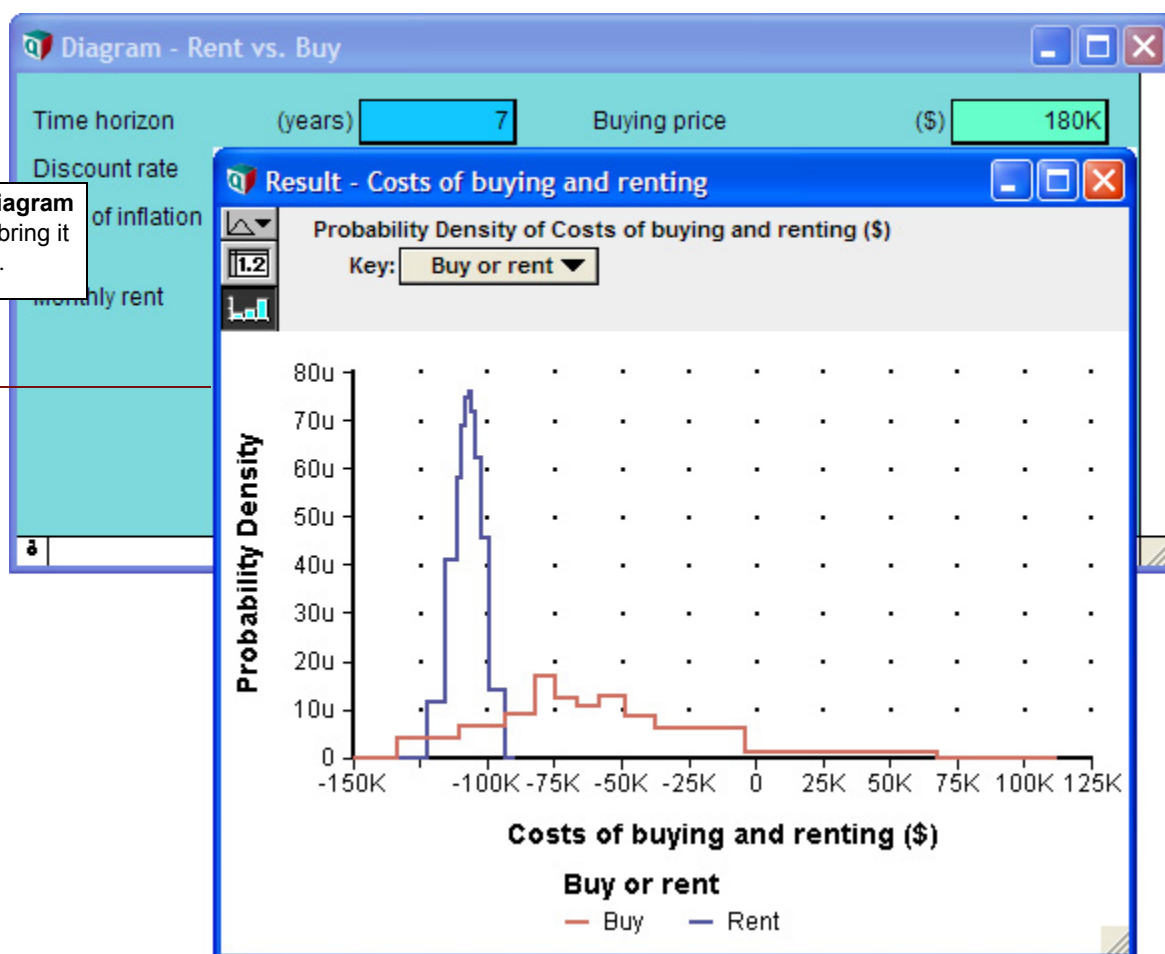 Diagram - Rent vs. Buy
Time horizon (years) 7 Buying price ($) 180K
Discount rate
iagram
bring it
.
of inflation
Monthly rent
Result - Costs of buying and renting
Probability Density of Costs of buying and renting ($)
Key: Buy or rent
1.2
80u
70u
60u
50u
40u
30u
20u
10u
0
Probability Density
-150K -100K -75K -50K -25K 0 25K 50K 75K 100K 125K
Costs of buying and renting ($)
Buy or rent
Buy Rent